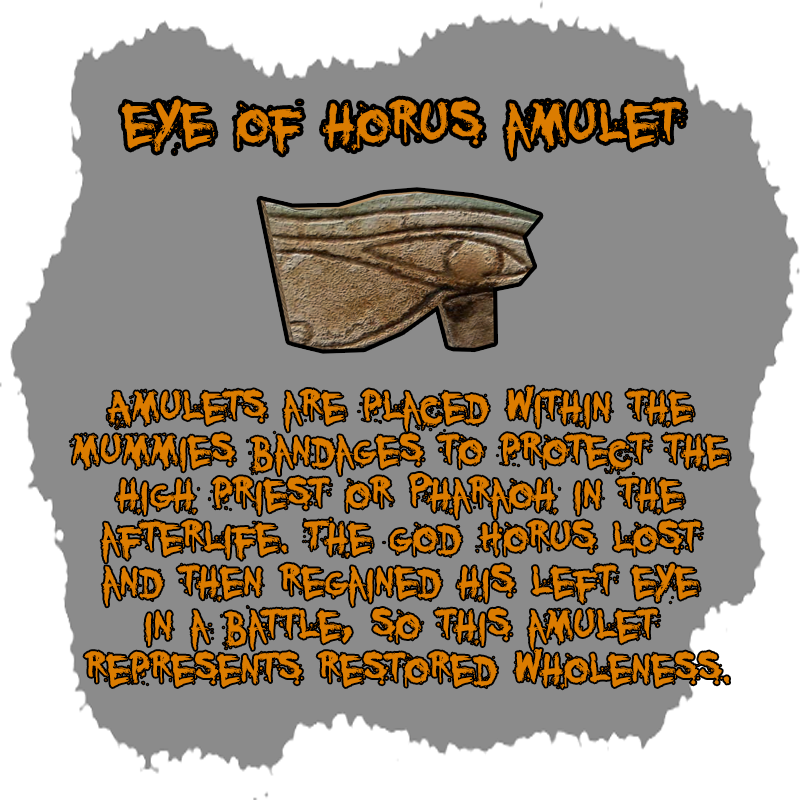 EYE OF HORUS AMULET
AMULETS ARE PLACED WITHIN THE
MUMMIES BANDAGES TO PROTECT THE
HIGH PRIEST OR PHARAOH IN THE
AFTERLIFE. THE GOD HORUS LOST
AND THEN REGAINED HIS LEFT EYE
IN A BATTLE, SO THIS AMULET
REPRESENTS RESTORED WHOLENESS.